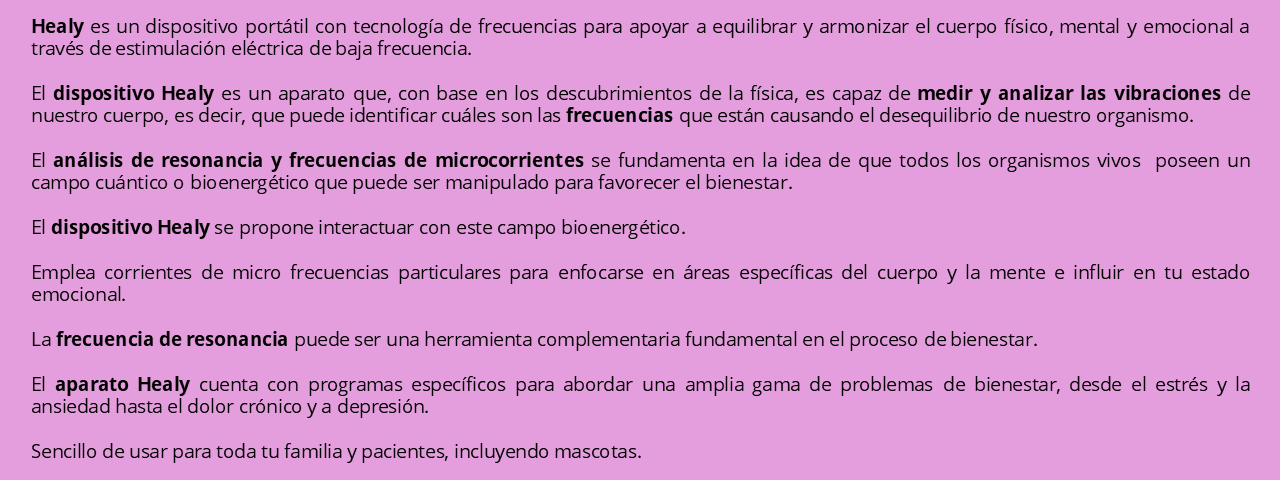 Healy es un dispositivo portátil con tecnología de frecuencias para apoyar a equilibrar y armonizar el cuerpo físico, mental y emocional a
través de estimulación eléctrica de baja frecuencia.
El dispositivo Healy es un aparato que, con base en los descubrimientos de la física, es capaz de medir y analizar las vibraciones de
nuestro cuerpo, es decir, que puede identificar cuáles son las frecuencias que están causando el desequilibrio de nuestro organismo.
El análisis de resonancia y frecuencias de microcorrientes se fundamenta en la idea de que todos los organismos vivos poseen un
campo cuántico o bioenergético que puede ser manipulado para favorecer el bienestar.
El dispositivo Healy se propone interactuar con este campo bioenergético.
Emplea corrientes de micro frecuencias particulares para enfocarse en áreas específicas del cuerpo y la mente e influir en tu estado
emocional.
La frecuencia de resonancia puede ser una herramienta complementaria fundamental en el proceso de bienestar.
El aparato Healy cuenta con programas específicos para abordar una amplia gama de problemas de bienestar, desde el estrés y la
ansiedad hasta el dolor crónico y a depresión.
Sencillo de usar para toda tu familia y pacientes, incluyendo mascotas.